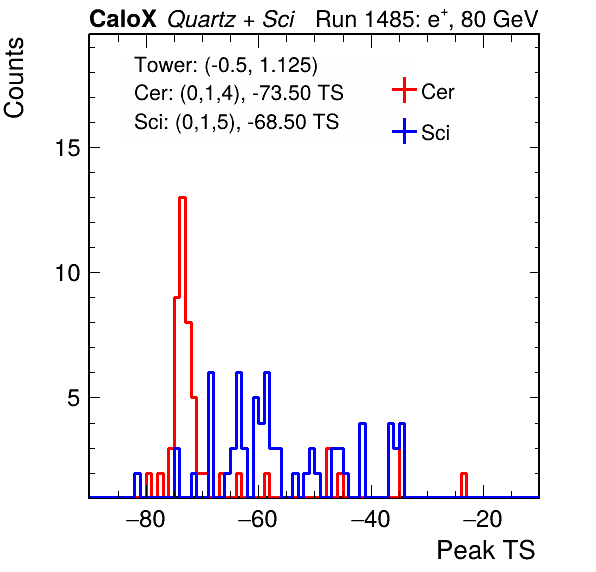 CaloX Quartz + Sci Run 1485: e⁺, 80 GeV
Tower: (-0.5, 1.125)
Cer: (0,1,4), -73.50 TS
Sci: (0,1,5), -68.50 TS
Cer
Sci
Counts
15
10
5
−80 −60 −40 −20
Peak TS